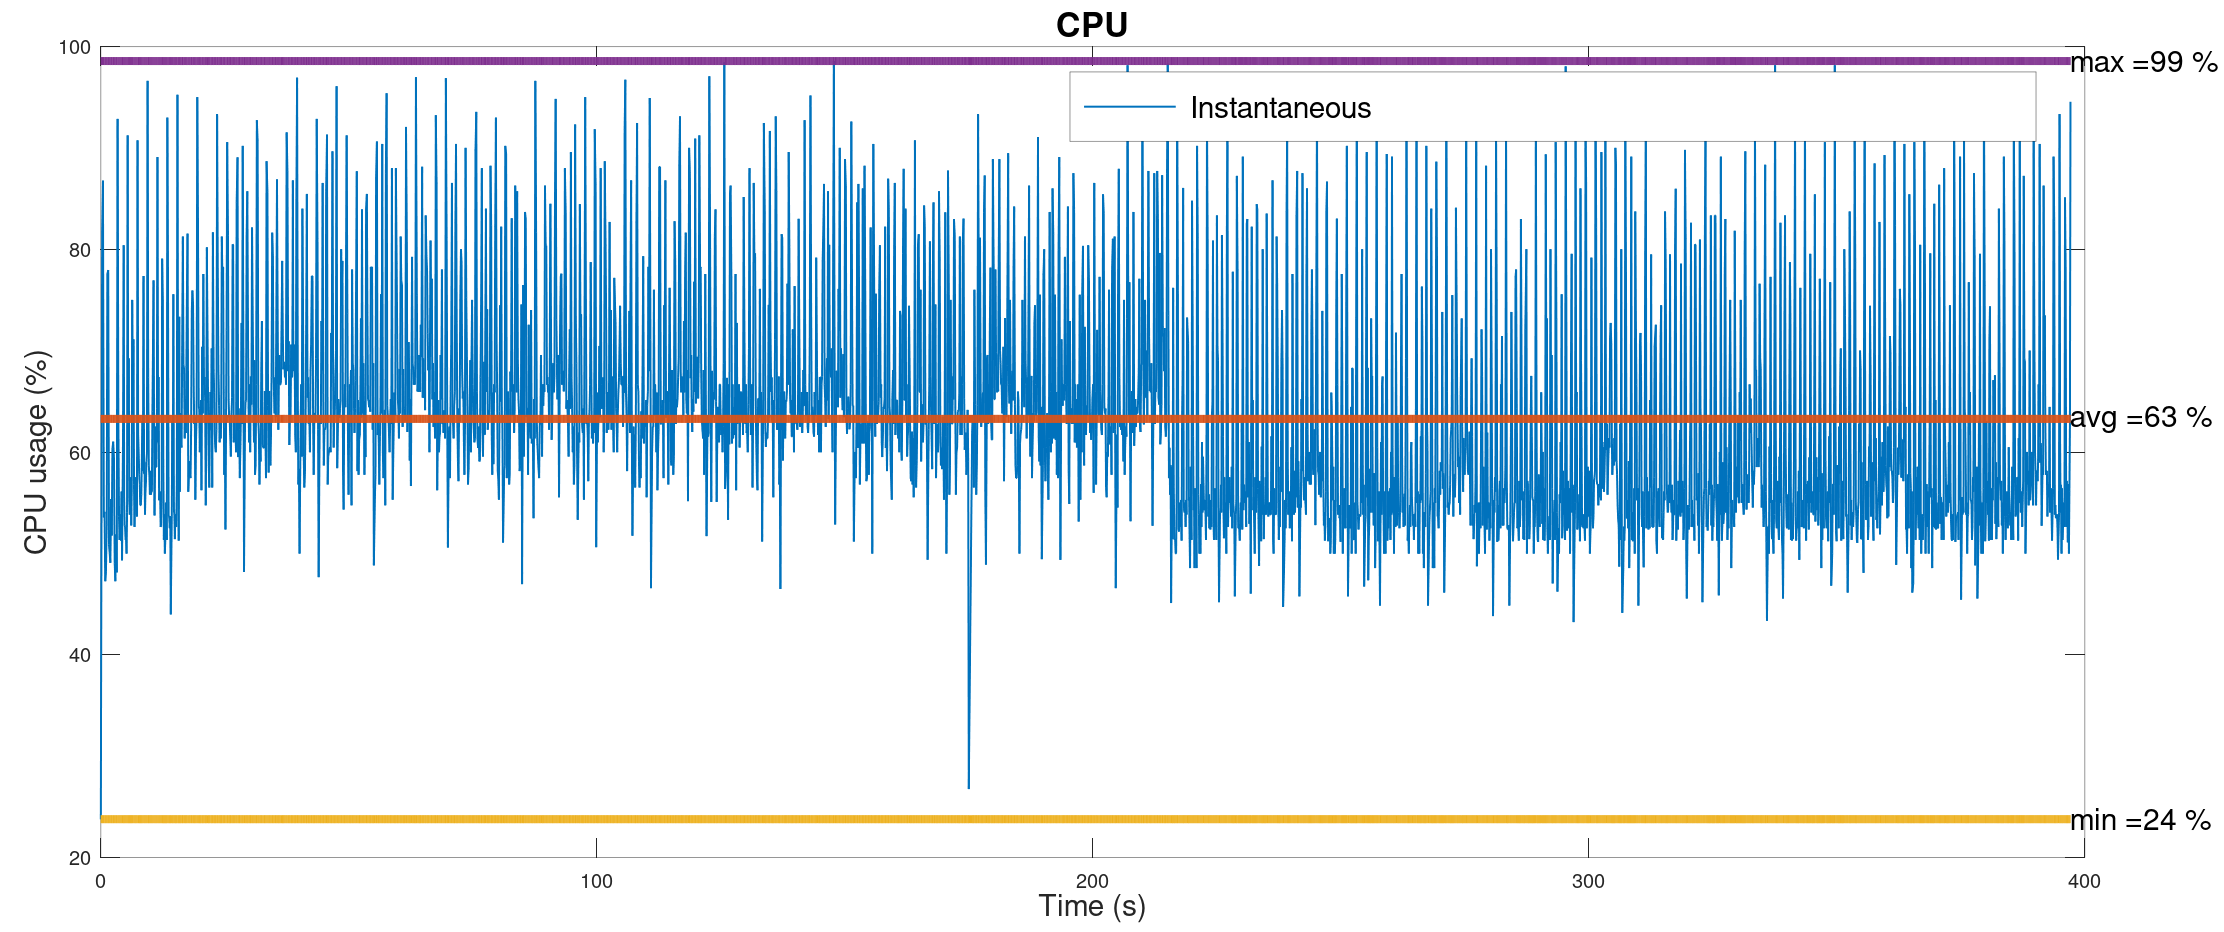 CPU
100
max =99 %
Instantaneous
80
avg =63 %
60
CPU usage (%)
40
min =24 %
20
0 100 200 300 400
Time (s)